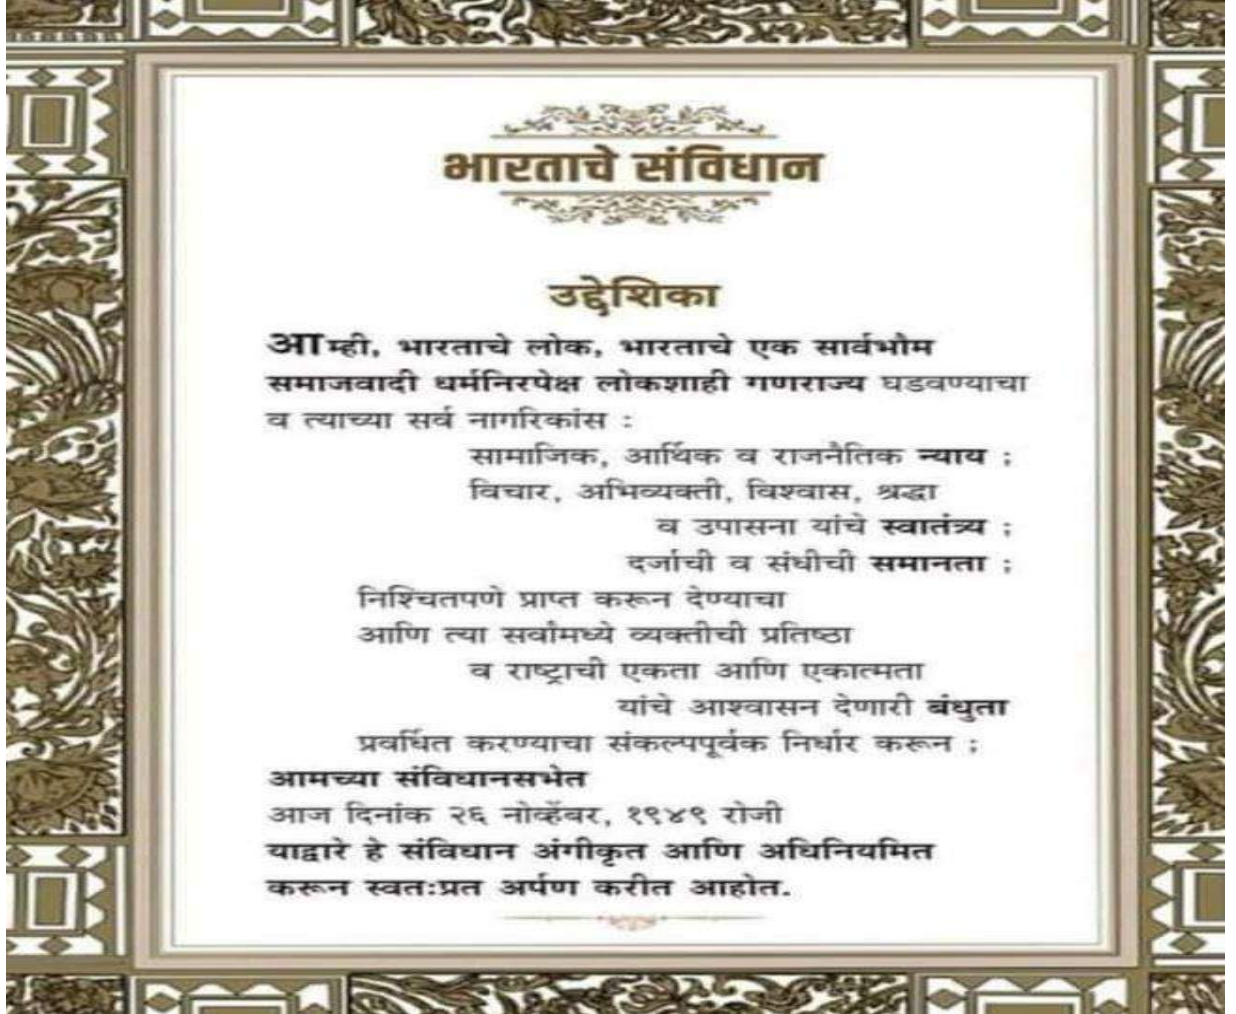 भारताचे संविधान
उद्देशिका
आम्ही, भारताचे लोक, भारताचे एक सार्वभौम
समाजवादी धर्मनिरपेक्ष लोकशाही गणराज्य घडवण्याचा
व त्याच्या सर्व नागरिकांस :
सामाजिक, आर्थिक व राजनैतिक न्याय ;
विचार, अभिव्यक्ती, विश्वास, श्रद्धा
व उपासना यांचे स्वातंत्र्य ;
दर्जाची व संधीची समानता ;
निश्चितपणे प्राप्त करून देण्याचा
आणि त्या सर्वांमध्ये व्यक्तीची प्रतिष्ठा
व राष्ट्राची एकता आणि एकात्मता
यांचे आश्वासन देणारी बंधुता
प्रवर्धित करण्याचा संकल्पपूर्वक निर्धार करून ;
आमच्या संविधानसभेत
आज दिनांक २६ नोव्हेंबर, १९४९ रोजी
याद्वारे हे संविधान अंगीकृत आणि अधिनियमित
करून स्वतःप्रत अर्पण करीत आहोत.